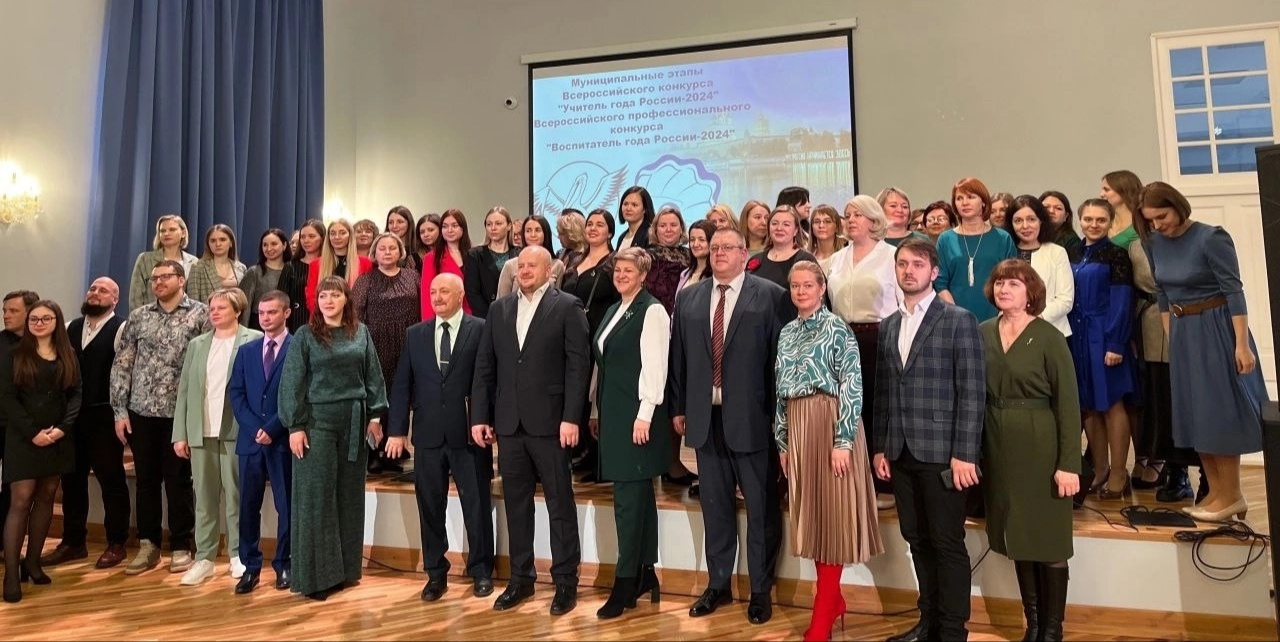 Муниципальные этапы
Всероссийского конкурса
"Учитель года России-2024"
Всероссийского профессионального
конкурса
"Воспитатель года России-2024"